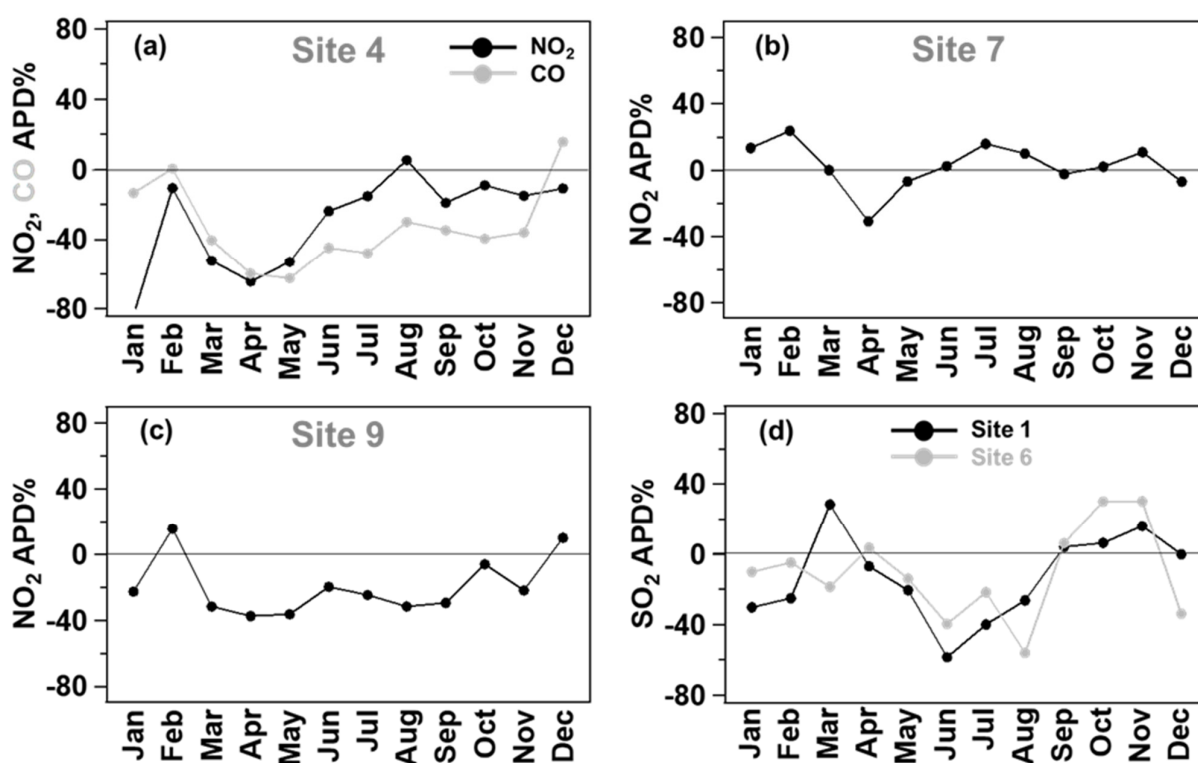 (a)
Site 4
NO₂
CO
NO₂, CO APD%
80
40
0
-40
-80
Jan
Feb
Mar
Apr
May
Jun
Jul
Aug
Sep
Oct
Nov
Dec
(b)
Site 7
NO₂ APD%
80
40
0
-40
-80
Jan
Feb
Mar
Apr
May
Jun
Jul
Aug
Sep
Oct
Nov
Dec
(c)
Site 9
NO₂ APD%
80
40
0
-40
-80
Jan
Feb
Mar
Apr
May
Jun
Jul
Aug
Sep
Oct
Nov
Dec
(d)
Site 1
Site 6
SO₂ APD%
80
40
0
-40
-80
Jan
Feb
Mar
Apr
May
Jun
Jul
Aug
Sep
Oct
Nov
Dec